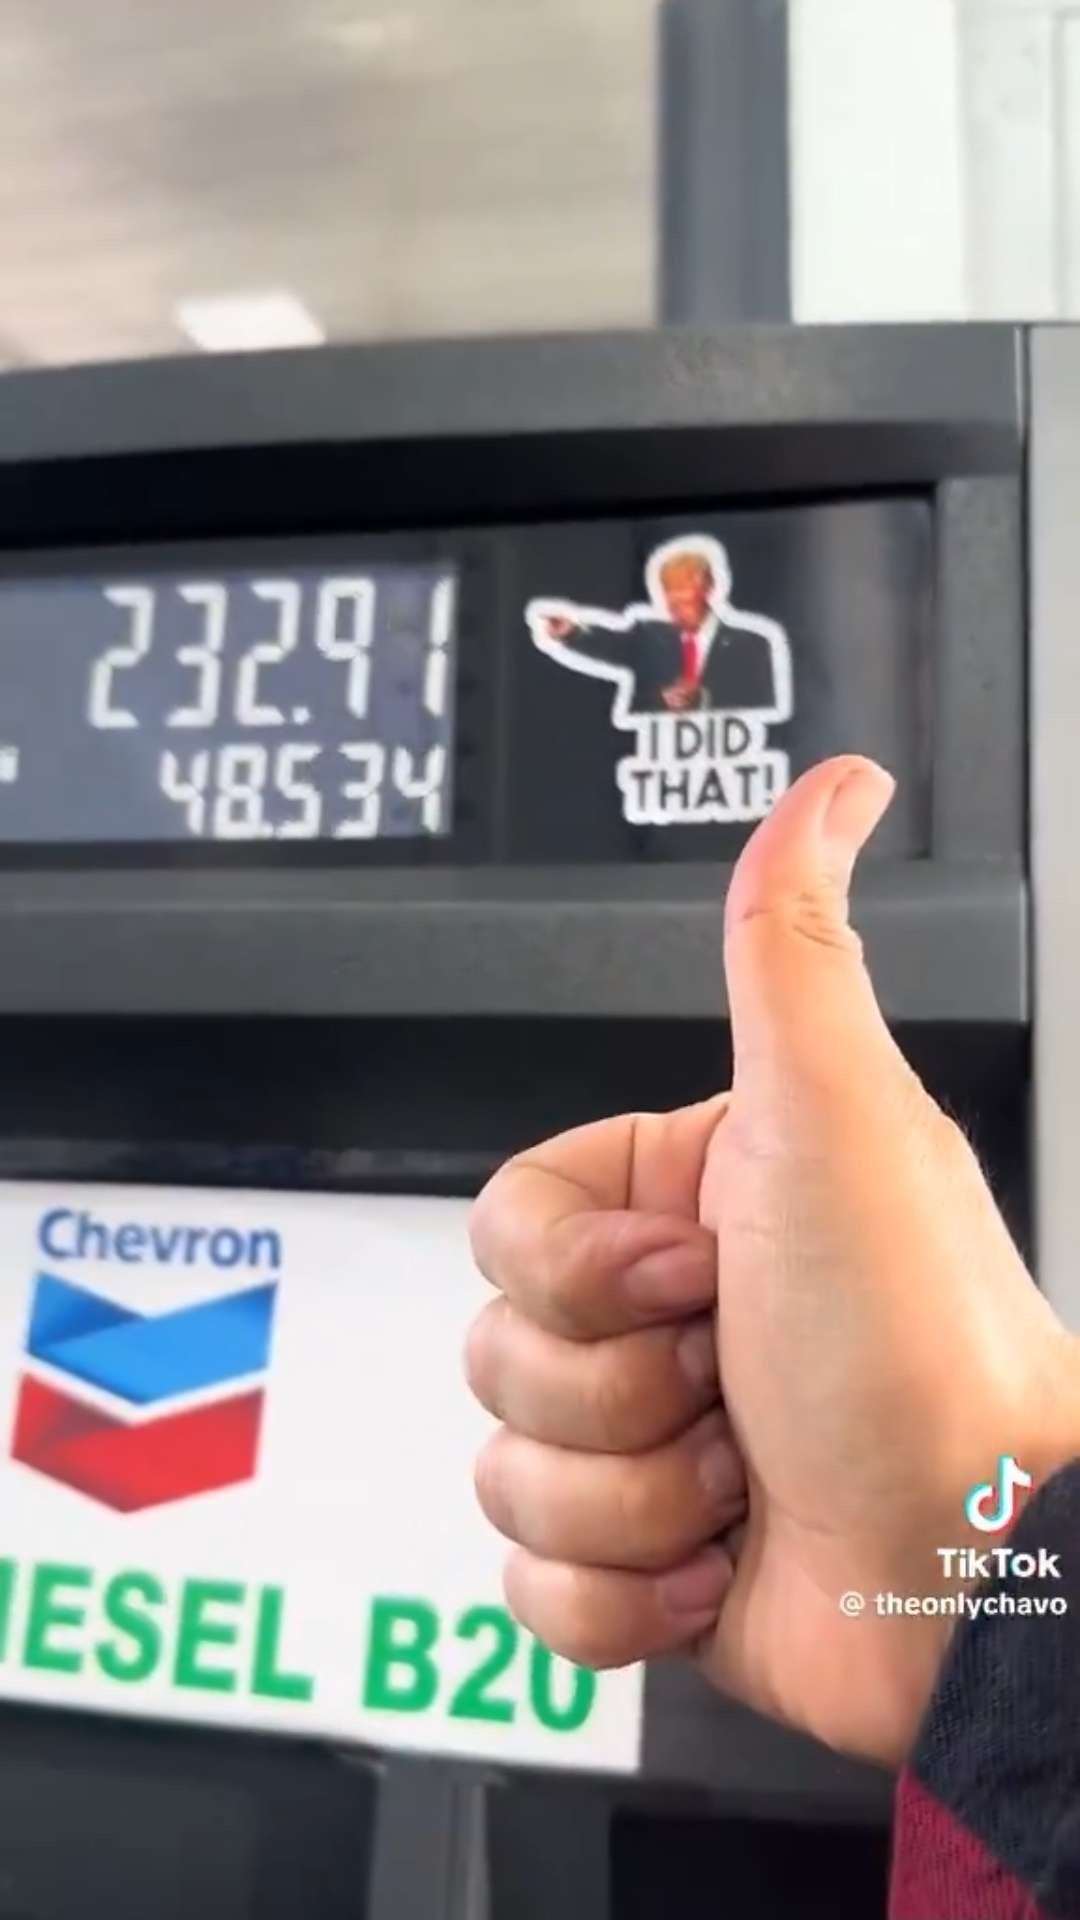 232.91
48.534
I DID
THAT!
Chevron
IESEL B20
TikTok
@ theonlychavo